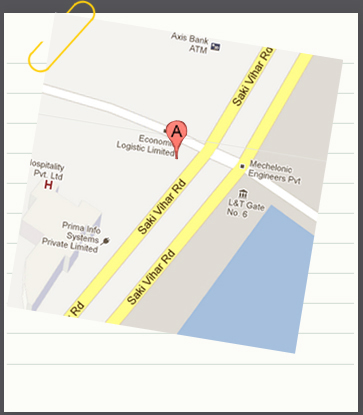 Axis Bank
ATM
Saki Vihar Rd
A
Econom
Logistic Limited
Mechelonic
Engineers Pvt
lospitality
Pvt. Ltd
H
L&T Gate
No 6
Saki Vihar Rd
Prima Info
Systems
Private Limited
Saki Vihar Rd
Rd